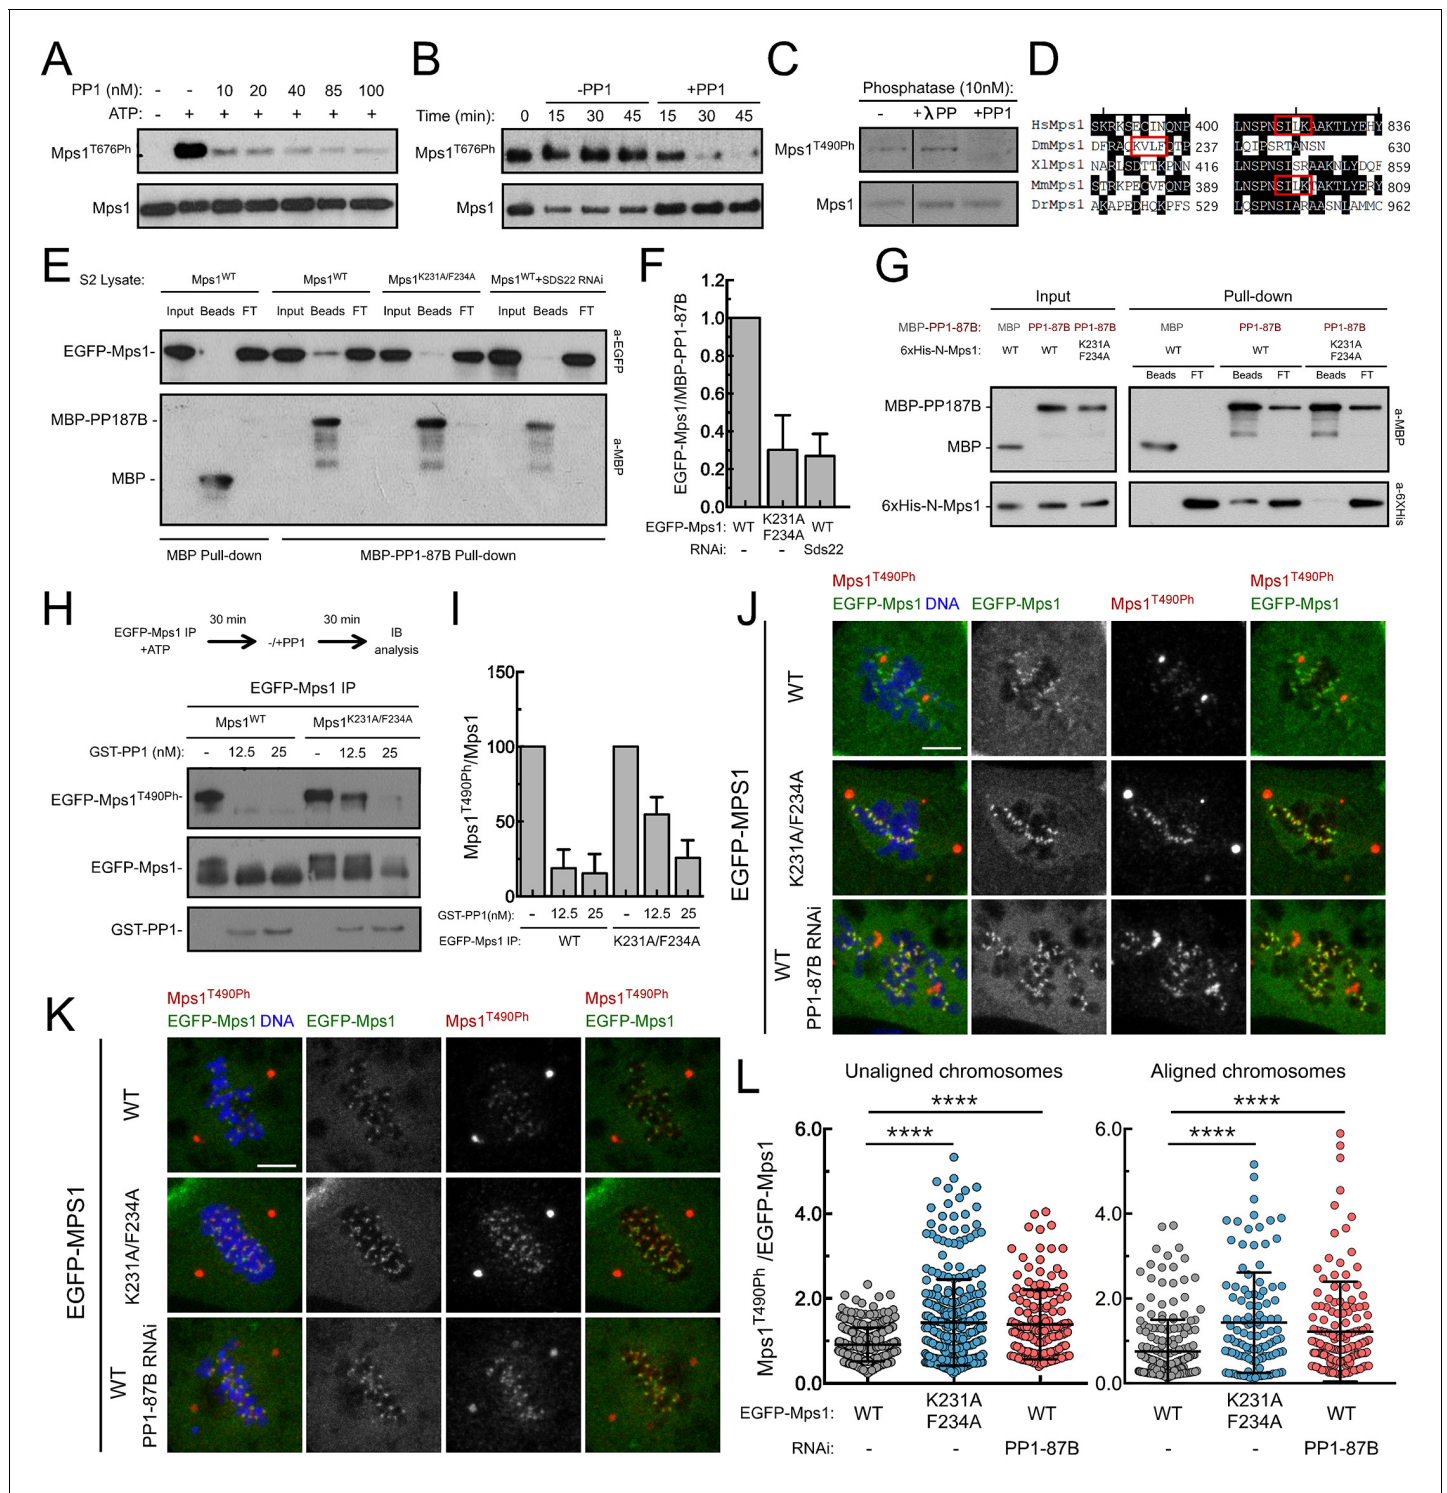 A
PP1 (nM): - - 10 20 40 85 100
ATP: - + + + + + +
Mps1T676Ph
Mps1
B
-PP1 +PP1
Time (min): 0 15 30 45 15 30 45
Mps1T676Ph
Mps1
C
Phosphatase (10nM):
- +λPP +PP1
Mps1T490Ph
Mps1
D
HsMps1 SKRKSECINQNP 400 LNSPNSILKAAKTLYEHY 836
DmMps1 DFRACKVLFDTP 237 LQIPSRTANSN 630
XlMps1 NARLSDTTKPNN 416 LNSPNSISRAAKNLYDQF 859
MmMps1 STRKPECVFQNP 389 LNSPNSILKTAKTLYERY 809
DrMps1 AKAPEDHQKPFS 529 LCSPNSIARAASNLAMMC 962
E
S2 Lysate: Mps1WT Mps1WT Mps1K231A/F234A Mps1WT+SDS22 RNAi
Input Beads FT Input Beads FT Input Beads FT Input Beads FT
EGFP-Mps1-
a-EGFP
MBP-PP187B -
MBP -
a-MBP
MBP Pull-down MBP-PP1-87B Pull-down
F
EGFP-Mps1/MBP-PP1-87B
1.2
1.0
0.8
0.6
0.4
0.2
0.0
EGFP-Mps1: WT K231A F234A WT
RNAi: - - Sds22
G
Input Pull-down
MBP-PP1-87B: MBP PP1-87B PP1-87B MBP PP1-87B PP1-87B
6xHis-N-Mps1: WT WT K231A F234A WT WT K231A F234A
Beads FT Beads FT Beads FT
MBP-PP187B
MBP
a-MBP
6xHis-N-Mps1
a-6XHis
H
30 min 30 min
EGFP-Mps1 IP +ATP -/+PP1 IB analysis
EGFP-Mps1 IP
Mps1WT Mps1K231A/F234A
GST-PP1 (nM): - 12.5 25 - 12.5 25
EGFP-Mps1T490Ph-
EGFP-Mps1-
GST-PP1-
I
Mps1T490Ph/Mps1
150
100
50
0
GST-PP1(nM): - 12.5 25 - 12.5 25
EGFP-Mps1 IP: WT K231A/F234A
J
Mps1T490Ph Mps1T490Ph
EGFP-Mps1 DNA EGFP-Mps1 Mps1T490Ph EGFP-Mps1
EGFP-MPS1
WT
K231A/F234A
WT
PP1-87B RNAi
K
Mps1T490Ph Mps1T490Ph
EGFP-Mps1 DNA EGFP-Mps1 Mps1T490Ph EGFP-Mps1
EGFP-MPS1
WT
K231A/F234A
WT
PP1-87B RNAi
L
Unaligned chromosomes Aligned chromosomes
**** ****
**** ****
Mps1T490Ph/EGFP-Mps1
6.0 6.0
4.0 4.0
2.0 2.0
0.0 0.0
EGFP-Mps1: WT K231A F234A WT WT K231A F234A WT
RNAi: - - PP1-87B - - PP1-87B